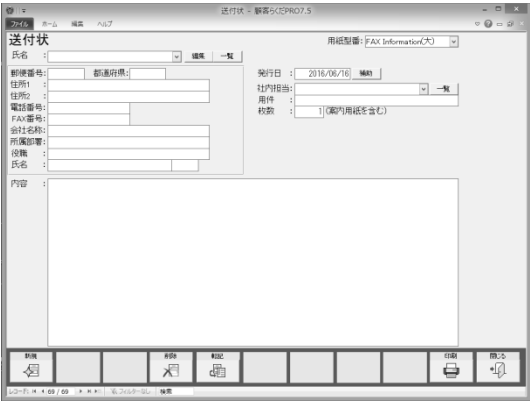 送付状 - 顧客らくだPRO7.5
ファイル ホーム 編集 ヘルプ
送付状
用紙型番: FAX Information(大)
氏名 : 編集 一覧
郵便番号: 都道府県:
住所1 :
住所2 :
電話番号:
FAX番号:
会社名称:
所属部署:
役職 :
氏名 :
発行日 : 2016/06/16 補助
社内担当: 一覧
用件 :
枚数 : 1 (案内用紙を含む)
内容 :
新規 削除 転記 印刷 閉じる
レコード: 69 / 69 フィルターなし 検索